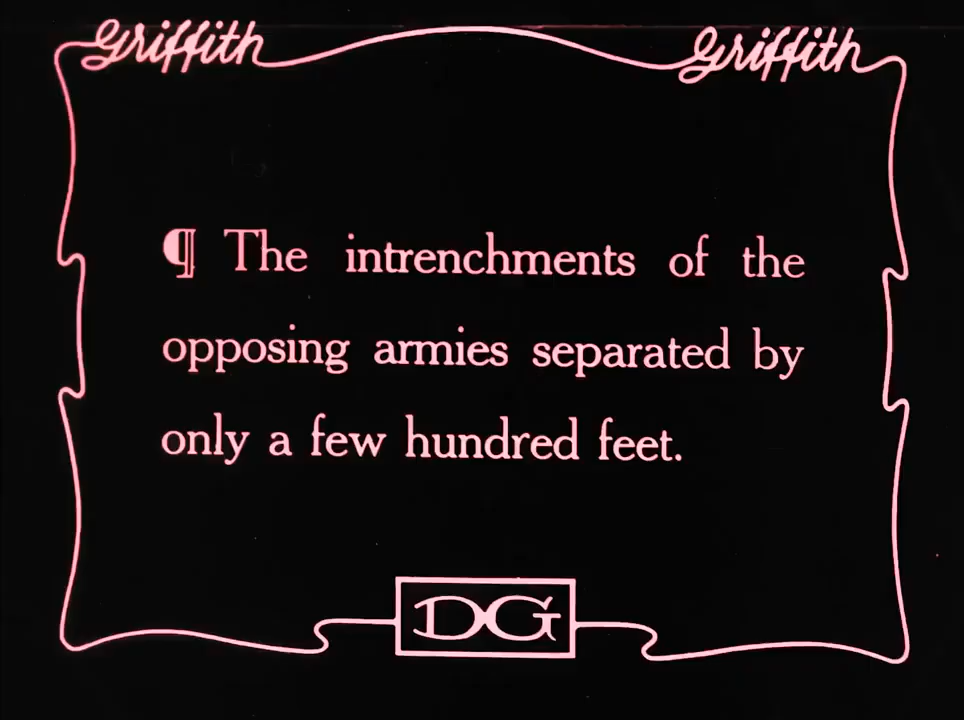 Griffith Griffith
¶ The intrenchments of the
opposing armies separated by
only a few hundred feet.
DG